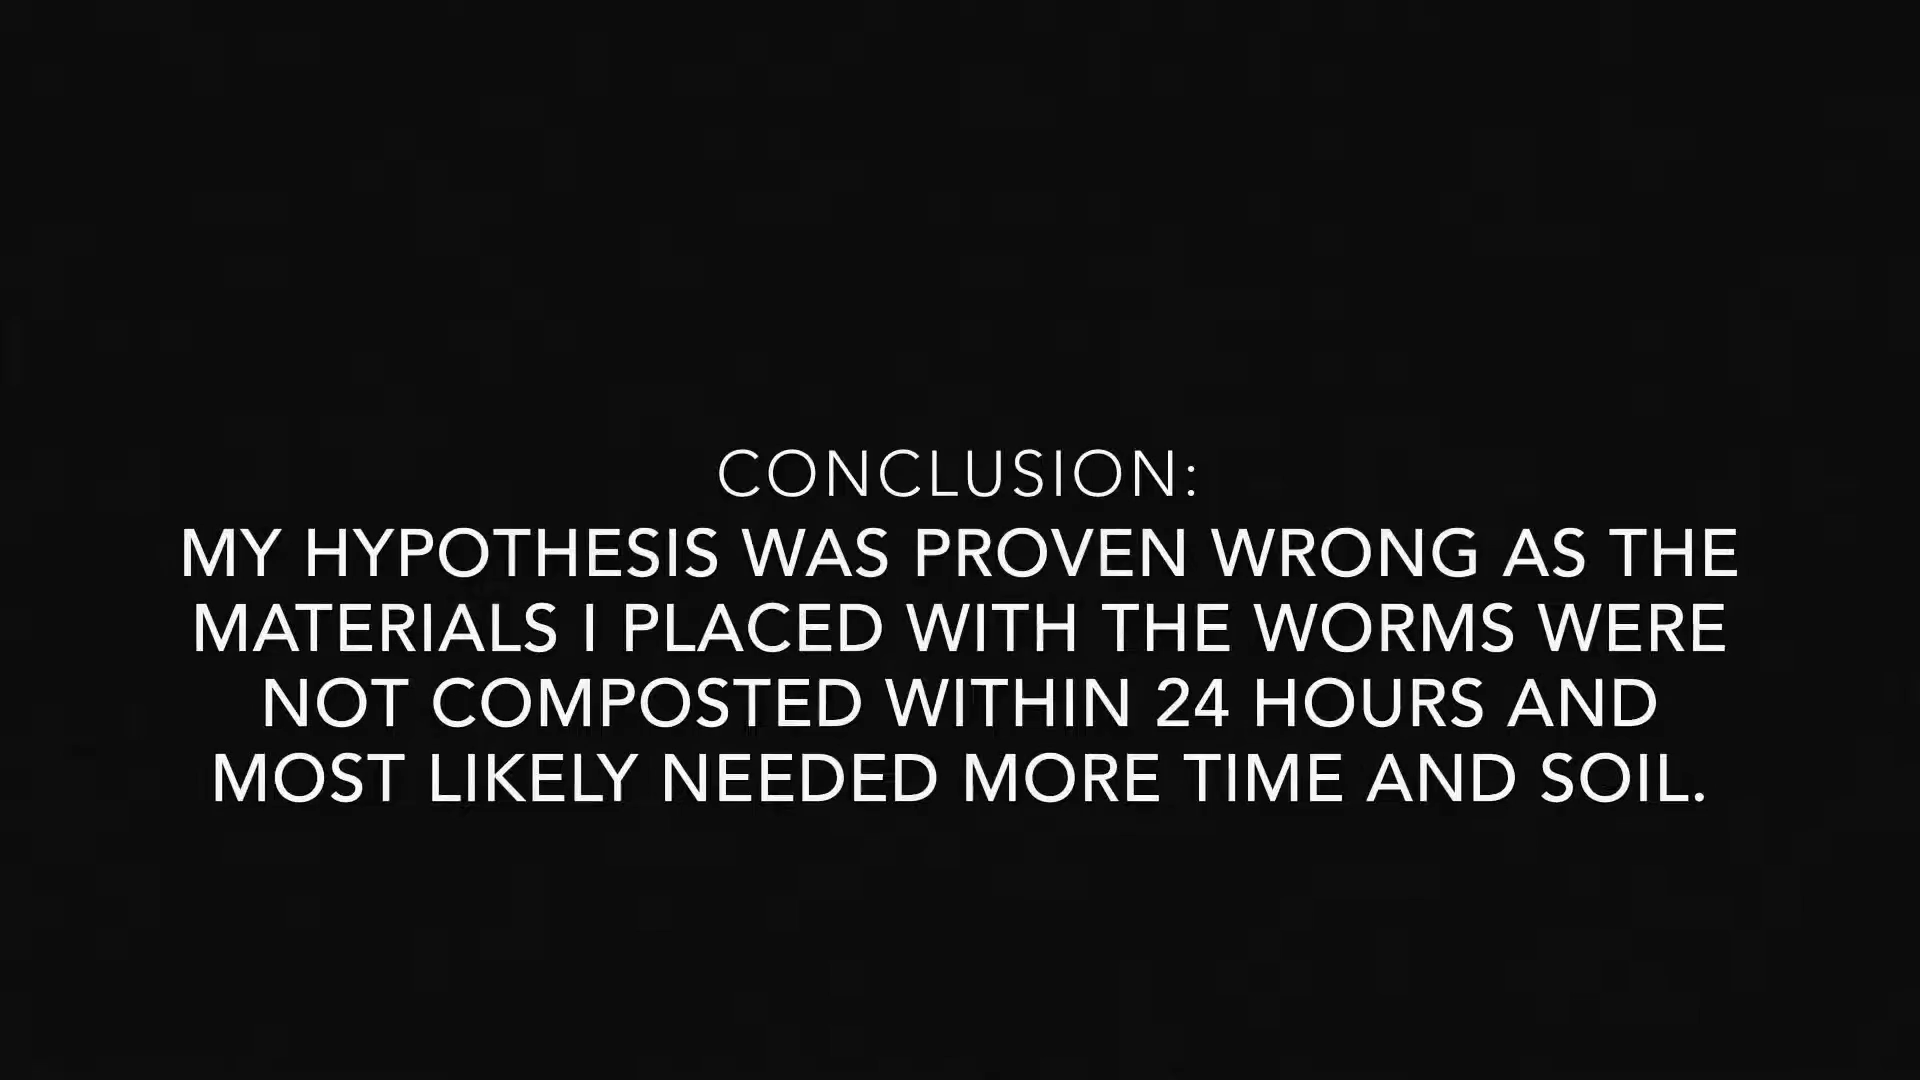 CONCLUSION:
MY HYPOTHESIS WAS PROVEN WRONG AS THE
MATERIALS I PLACED WITH THE WORMS WERE
NOT COMPOSTED WITHIN 24 HOURS AND
MOST LIKELY NEEDED MORE TIME AND SOIL.